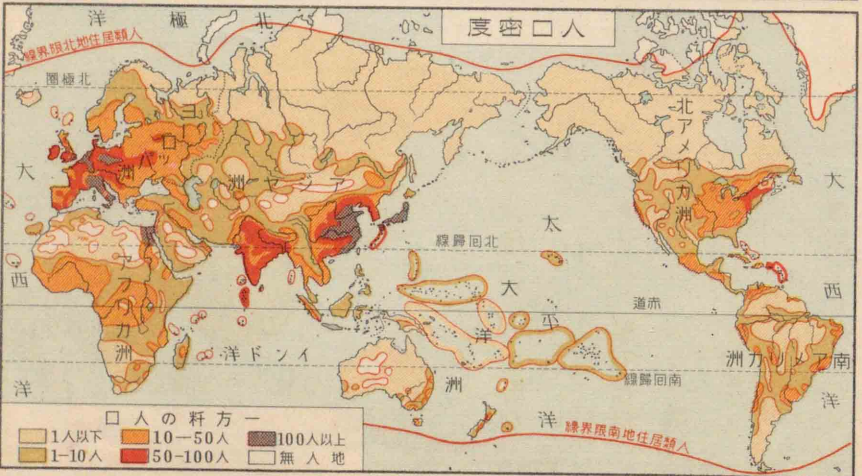 人口密度
北極洋
人類居住地北限界線
北極圏
ヨーロッパ洲
アジヤ洲
北アメリカ洲
大西洋
太平洋
大西洋
北回歸線
赤道
アフリカ洲
インド洋
大洋洲
南アメリカ洲
南回歸線
人類居住地南限界線
一方粁の人口
1人以下
10-50人
100人以上
1-10人
50-100人
無人地